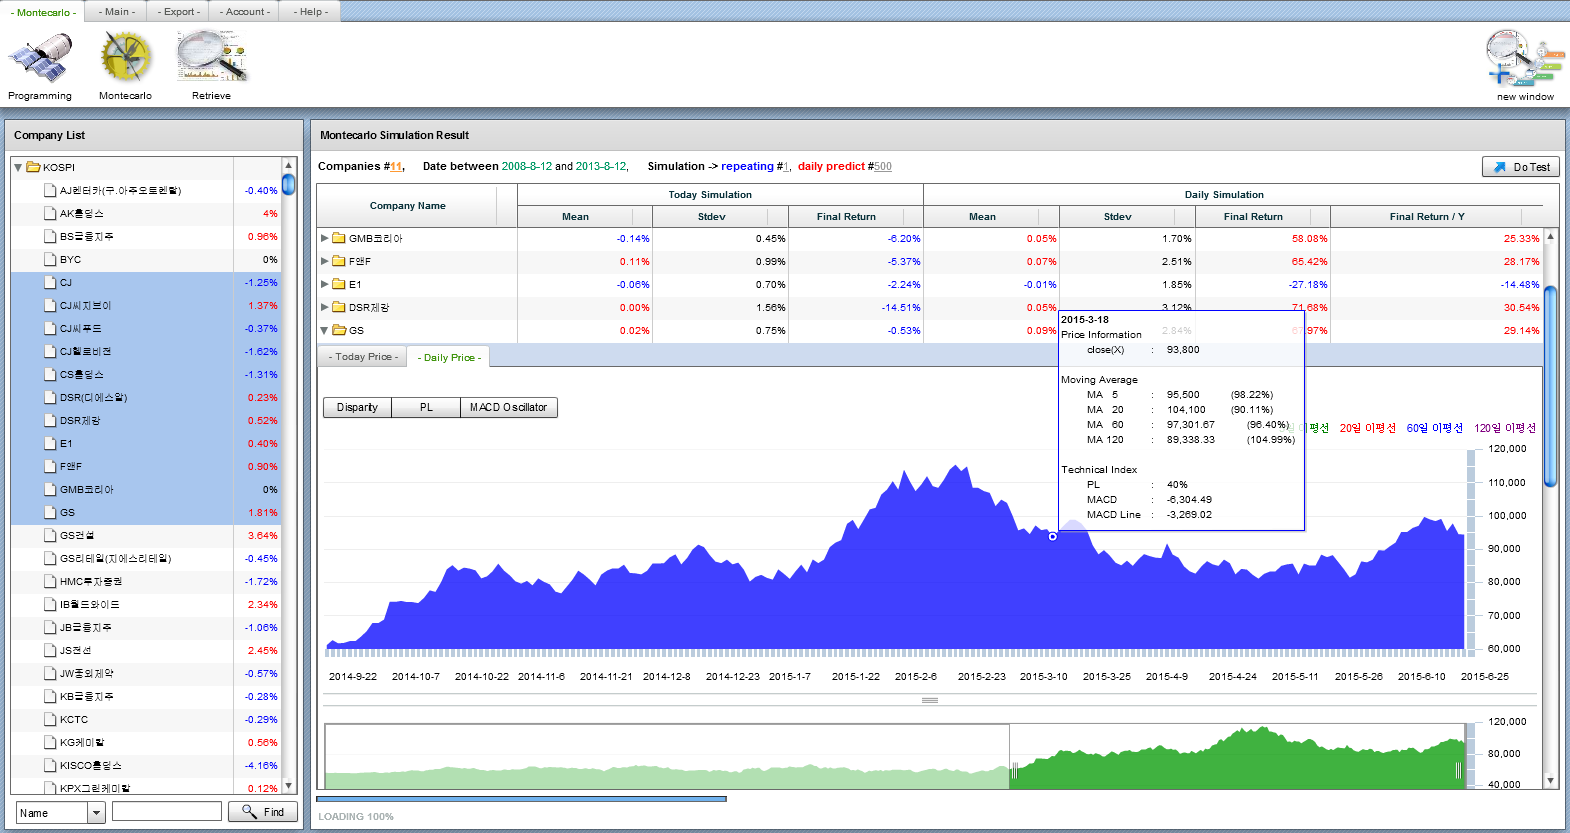 - Montecarlo - - Main - - Export - - Account - - Help -
Programming Montecarlo Retrieve new window
Company List
KOSPI
AJ렌터카(구.아주오토렌탈) -0.40%
AK홀딩스 4%
BS금융지주 0.96%
BYC 0%
CJ -1.25%
CJ씨지브이 1.37%
CJ씨푸드 -0.37%
CJ헬로비전 -1.62%
CS홀딩스 -1.31%
DSR(디에스알) 0.23%
DSR제강 0.52%
E1 0.40%
F앤F 0.90%
GMB코리아 0%
GS 1.81%
GS건설 3.64%
GS리테일(지에스리테일) -0.45%
HMC투자증권 -1.72%
IB월드와이드 2.34%
JB금융지주 -1.06%
JS전선 2.45%
JW중외제약 -0.57%
KB금융지주 -0.28%
KCTC -0.29%
KG케미칼 0.56%
KISCO홀딩스 -4.16%
KPX그린케미칼 0.12%
Name Find
Montecarlo Simulation Result
Companies #11, Date between 2008-8-12 and 2013-8-12, Simulation -> repeating #1, daily predict #500 Do Test
Company Name Today Simulation Daily Simulation
Mean Stdev Final Return Mean Stdev Final Return Final Return / Y
GMB코리아 -0.14% 0.45% -6.20% 0.05% 1.70% 58.08% 25.33%
F앤F 0.11% 0.99% -5.37% 0.07% 2.51% 65.42% 28.17%
E1 -0.06% 0.70% -2.24% -0.01% 1.85% -27.18% -14.48%
DSR제강 0.00% 1.56% -14.51% 0.05% 3.12% 71.68% 30.54%
GS 0.02% 0.75% -0.53% 0.09% 2.84% 67.97% 29.14%
- Today Price - - Daily Price -
Disparity PL MACD Oscillator
2015-3-18
Price Information
close(X) : 93,800
Moving Average
MA 5 : 95,500 (98.22%)
MA 20 : 104,100 (90.11%)
MA 60 : 97,301.67 (96.40%)
MA 120 : 89,338.33 (104.99%)
Technical Index
PL : 40%
MACD : -6,304.49
MACD Line : -3,269.02
이평선 20일 이평선 60일 이평선 120일 이평선
120,000
110,000
100,000
90,000
80,000
70,000
60,000
2014-9-22 2014-10-7 2014-10-22 2014-11-6 2014-11-21 2014-12-8 2014-12-23 2015-1-7 2015-1-22 2015-2-6 2015-2-23 2015-3-10 2015-3-25 2015-4-9 2015-4-24 2015-5-11 2015-5-26 2015-6-10 2015-6-25
120,000
80,000
40,000
LOADING 100%